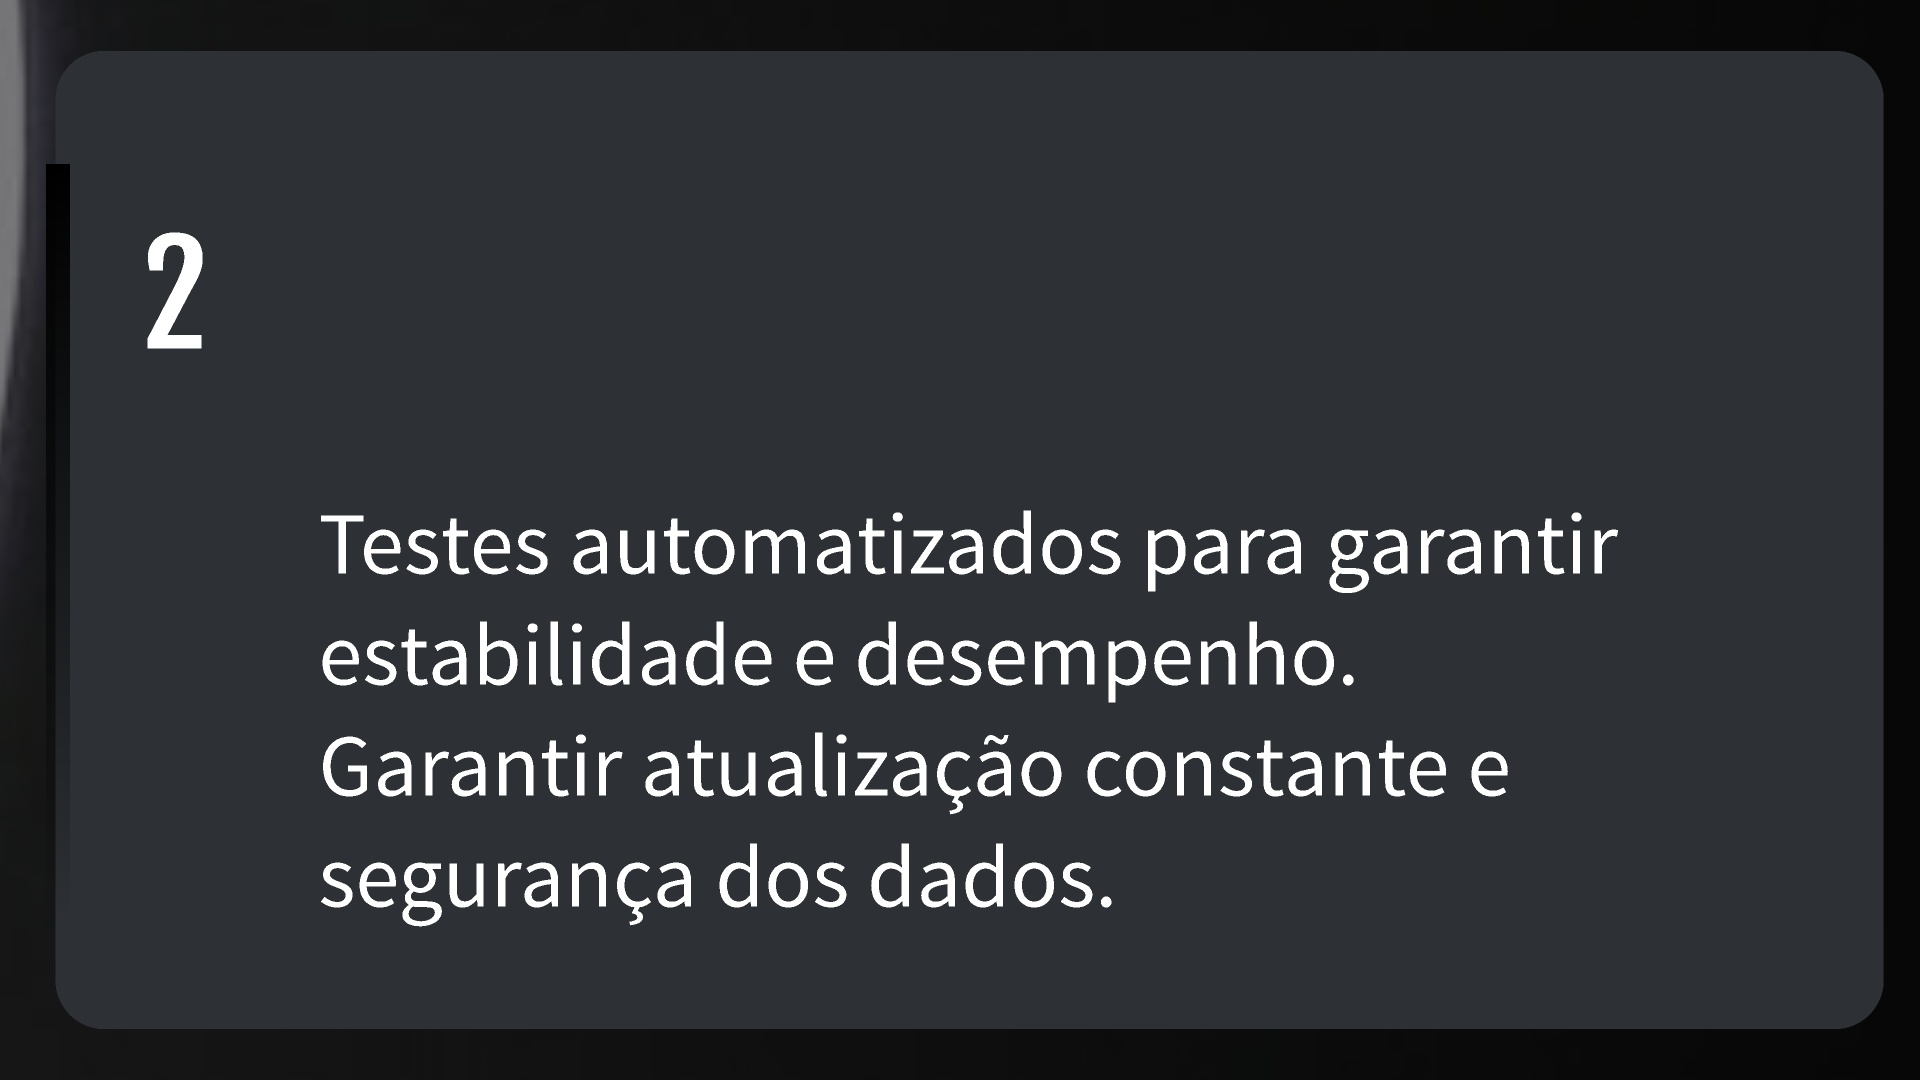 2
Testes automatizados para garantir
estabilidade e desempenho.
Garantir atualização constante e
segurança dos dados.